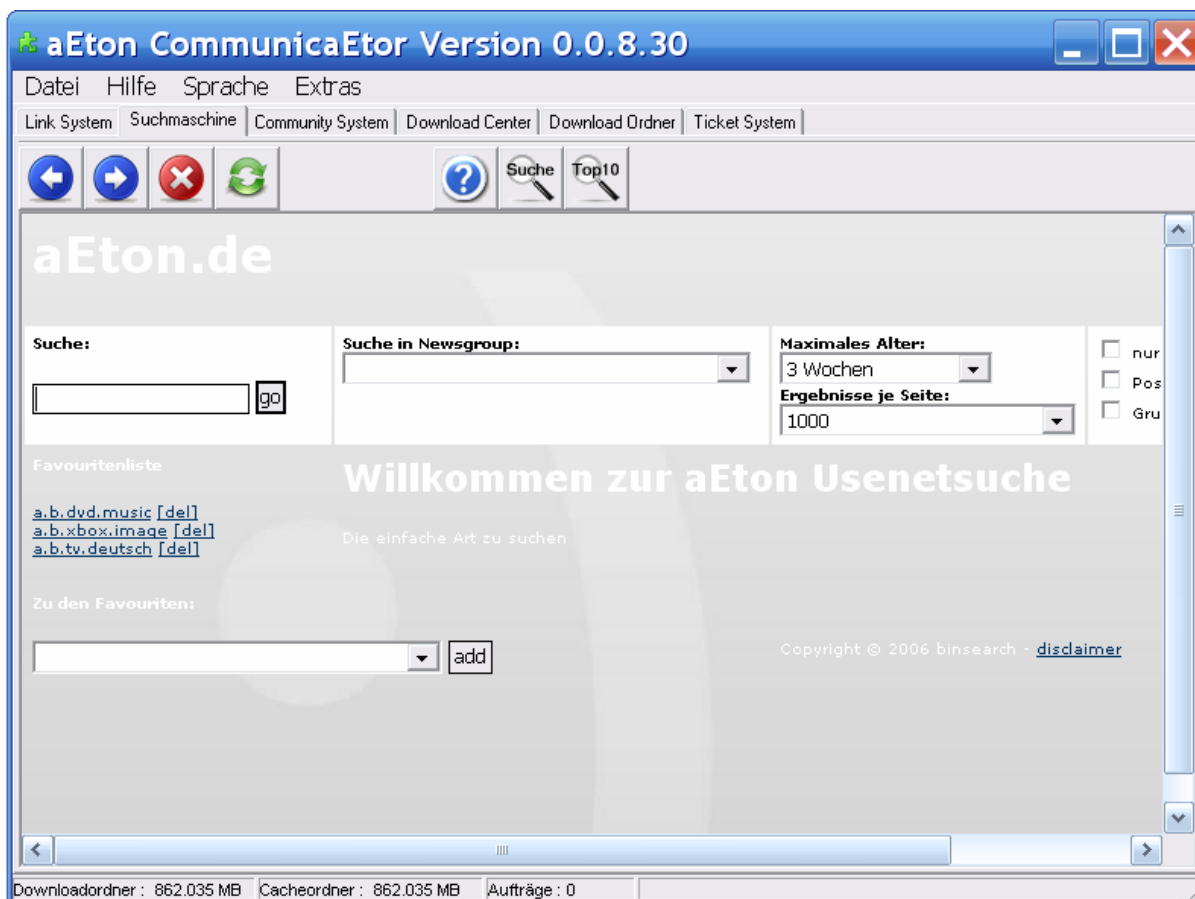 aEton CommunicaEtor Version 0.0.8.30
Datei Hilfe Sprache Extras
Link System Suchmaschine Community System Download Center Download Ordner Ticket System
Suche Top10
aEton.de
Suche: Suche in Newsgroup: Maximales Alter:
3 Wochen nur
Ergebnisse je Seite: Pos
go 1000 Gru
Favouritenliste
Willkommen zur aEton Usenetsuche
a.b.dvd.music [del]
a.b.xbox.image [del]
a.b.tv.deutsch [del]
Die einfache Art zu suchen
Zu den Favouriten:
add
Copyright © 2006 binsearch - disclaimer
Downloadordner : 862.035 MB Cacheordner : 862.035 MB Aufträge : 0